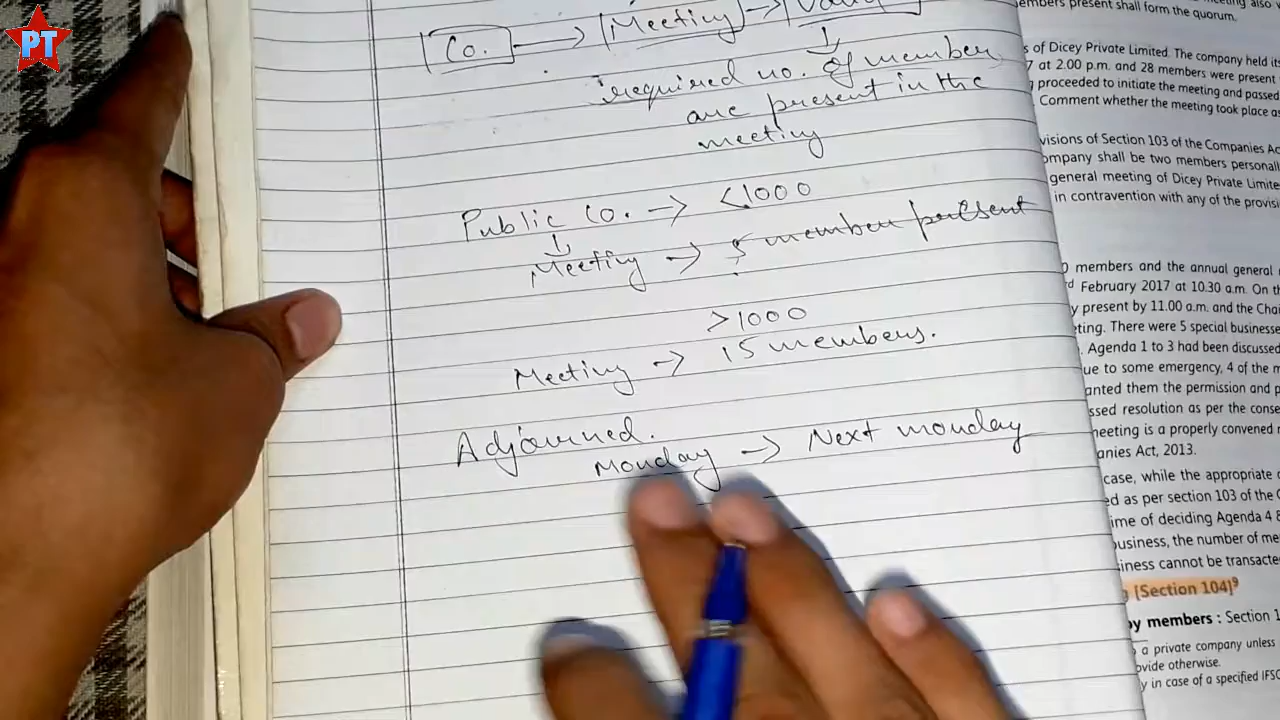 PT
Co. → Meeting →
↓
required no. of member
are present in the
meeting
Public Co. → <1000
↓
Meeting → 5 member present
>1000
Meeting → 15 members.
Adjourned.
Monday → Next monday
embers present shall form the quorum.
s of Dicey Private Limited. The company held its
7 at 2.00 p.m. and 28 members were present
proceeded to initiate the meeting and passed
Comment whether the meeting took place as
visions of Section 103 of the Companies Ac
ompany shall be two members personal
general meeting of Dicey Private Limite
in contravention with any of the provisi
members and the annual general
February 2017 at 10.30 a.m. On th
y present by 11.00 a.m. and the Chai
ting. There were 5 special businesse
Agenda 1 to 3 had been discussed
ue to some emergency, 4 of the m
anted them the permission and p
ssed resolution as per the conse
meeting is a properly convened
anies Act, 2013.
case, while the appropriate
ed as per section 103 of the
ime of deciding Agenda 4 &
business, the number of me
iness cannot be transacte
[Section 104]⁹
by members : Section 1
a private company unless
ovide otherwise.
y in case of a specified IFSC